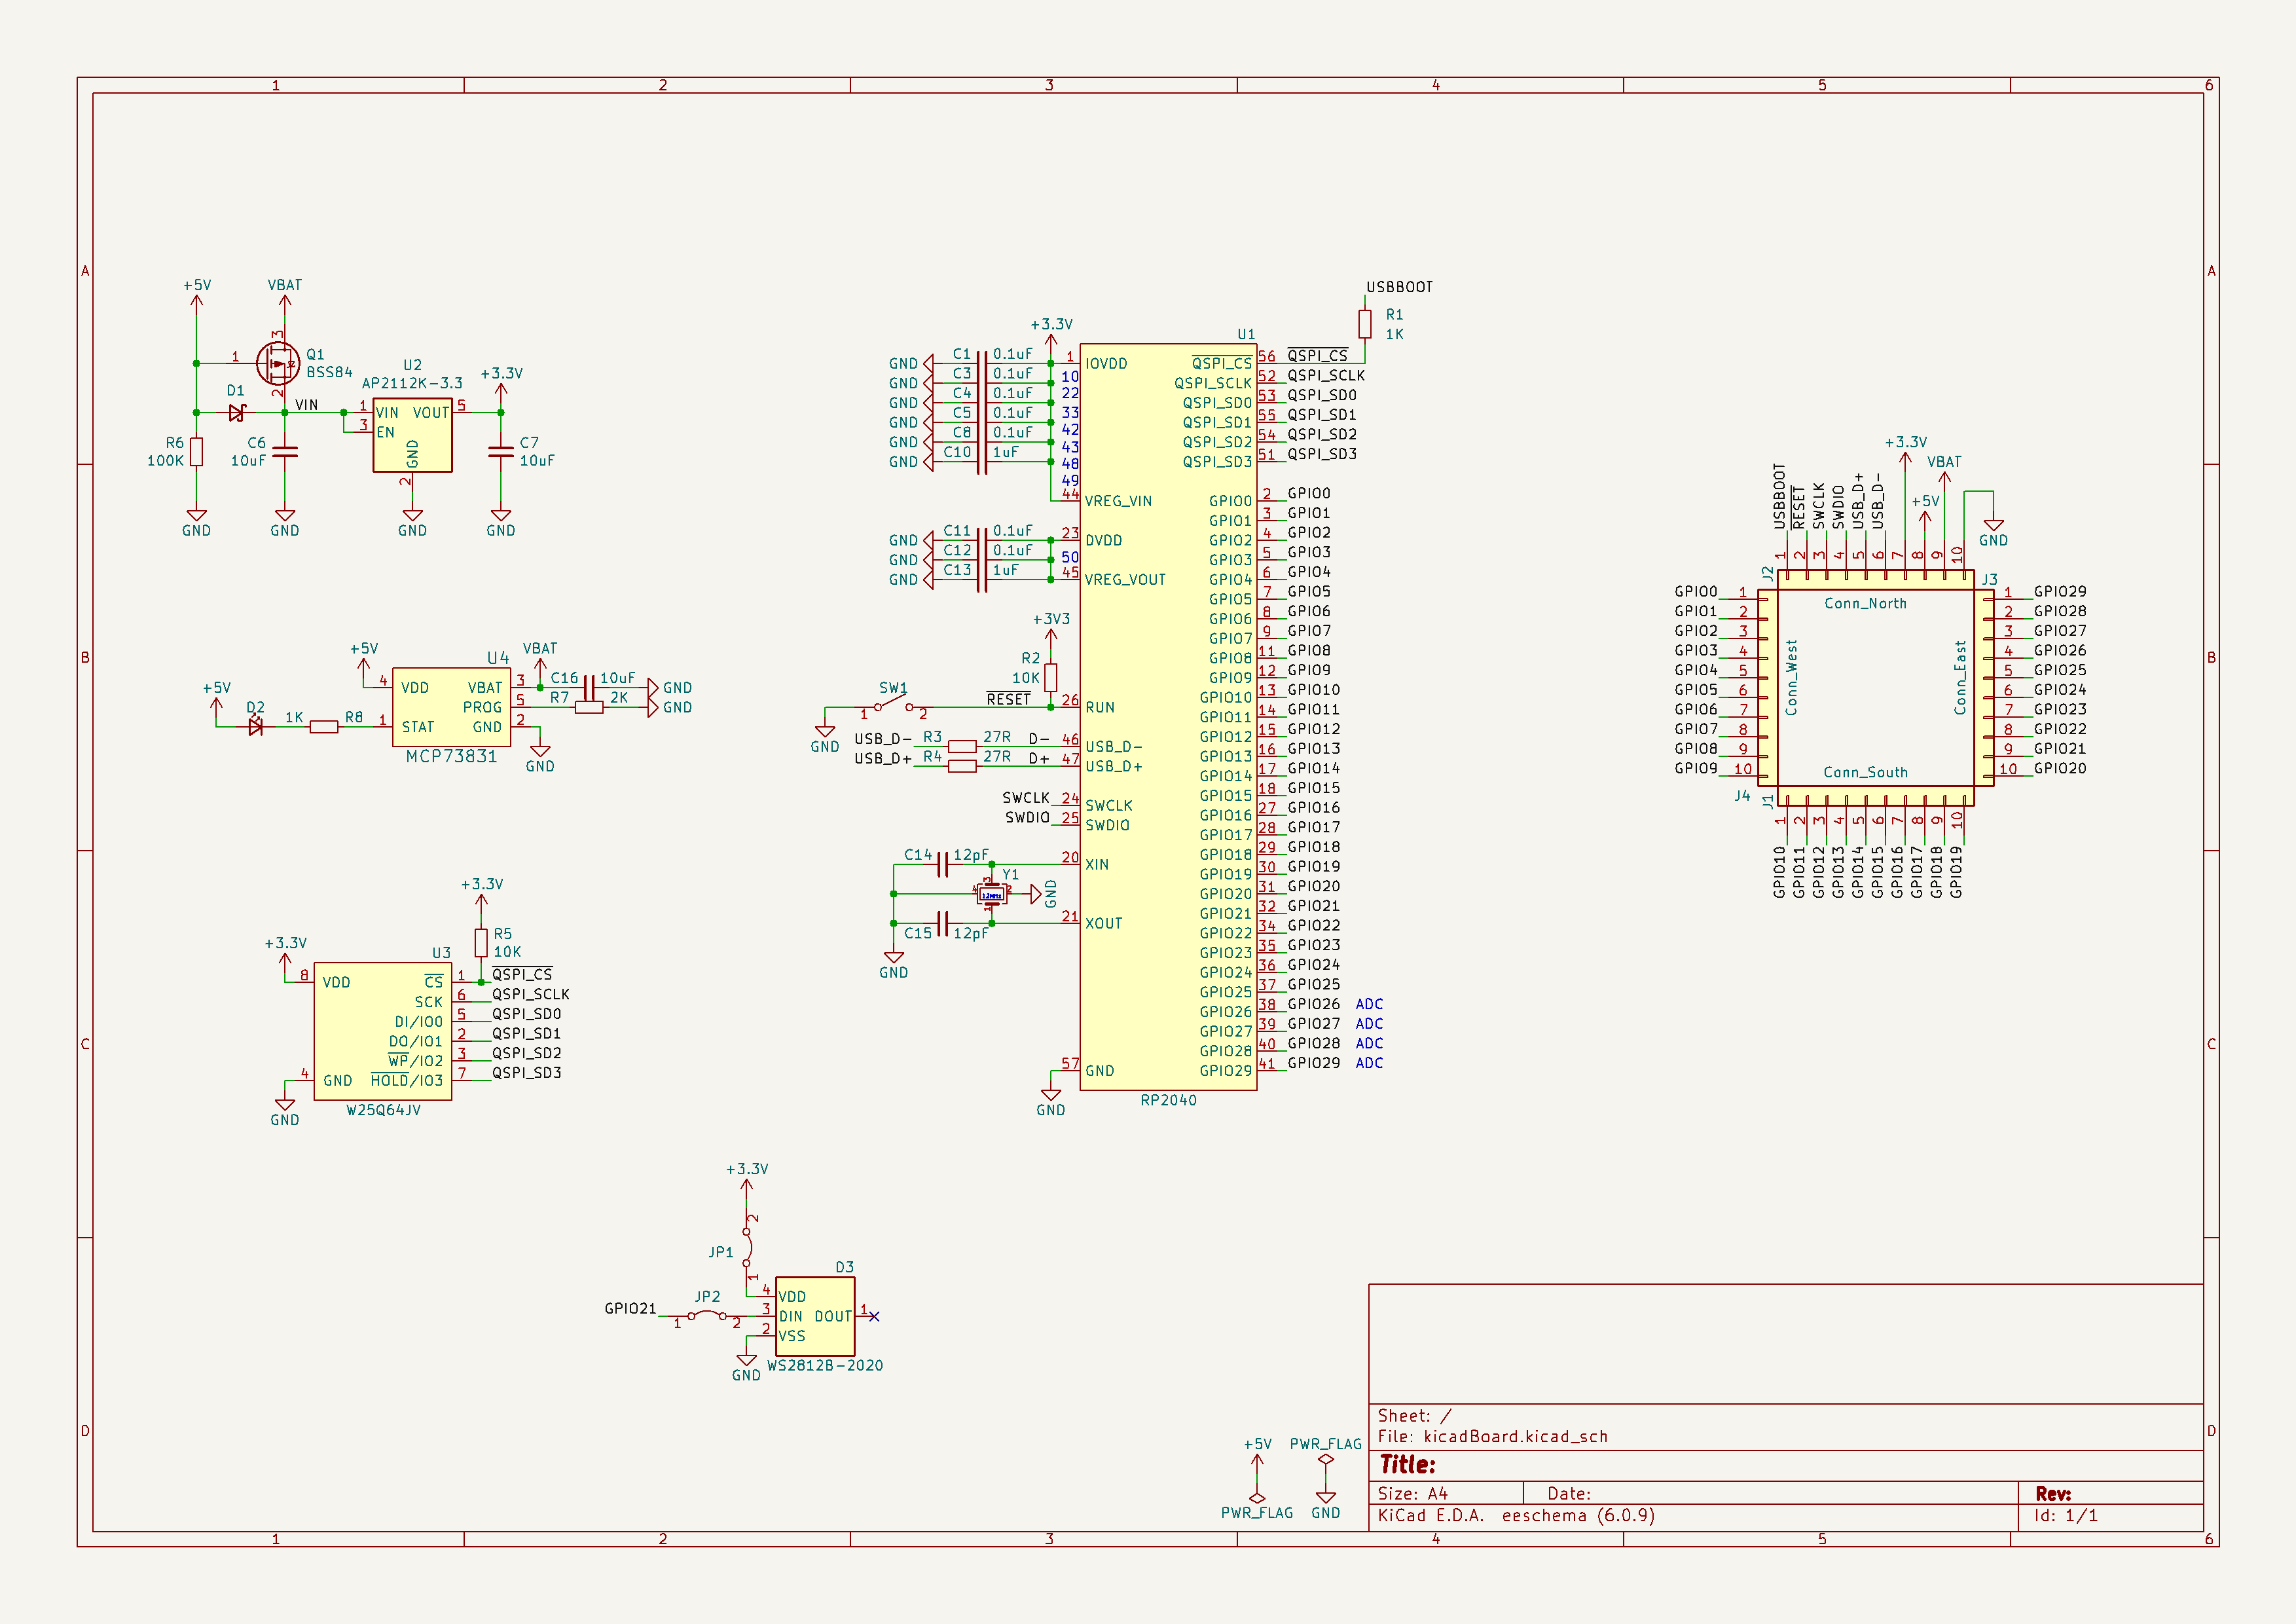 1 2 3 4 5 6
A
B
C
D
+5V
VBAT
3
1
Q1
BSS84
2
D1
VIN
R6
100K
C6
10uF
U2
AP2112K-3.3
1 VIN VOUT 5
3 EN
GND
2
+3.3V
C7
10uF
GND
GND
GND
GND
+5V
U4
VBAT
4 VDD VBAT 3
C16 10uF GND
PROG 5
R7 2K GND
+5V
D2
1K R8
1 STAT GND 2
MCP73831
GND
+3.3V
R5
10K
+3.3V
U3
8 VDD CS 1 QSPI_CS
SCK 6 QSPI_SCLK
DI/IO0 5 QSPI_SD0
DO/IO1 2 QSPI_SD1
WP/IO2 3 QSPI_SD2
4 GND HOLD/IO3 7 QSPI_SD3
W25Q64JV
GND
+3.3V
2
JP1
1
D3
JP2
GPIO21
1 2
4 VDD
3 DIN DOUT 1
2 VSS
GND
WS2812B-2020
USBBOOT
R1
1K
+3.3V
U1
GND C1 0.1uF
GND C3 0.1uF
GND C4 0.1uF
GND C5 0.1uF
GND C8 0.1uF
GND C10 1uF
1 IOVDD
10
22
33
42
43
48
49
44 VREG_VIN
GND C11 0.1uF 23 DVDD
GND C12 0.1uF 50
GND C13 1uF 45 VREG_VOUT
+3V3
R2
10K
SW1
1 2
RESET
26 RUN
GND
USB_D- R3 27R D- 46 USB_D-
USB_D+ R4 27R D+ 47 USB_D+
SWCLK 24 SWCLK
SWDIO 25 SWDIO
C14 12pF 20 XIN
Y1
3
4 12MHz 2
1
GND
C15 12pF 21 XOUT
GND
57 GND
GND
RP2040
QSPI_CS 56 QSPI_CS
QSPI_SCLK 52 QSPI_SCLK
QSPI_SD0 53 QSPI_SD0
QSPI_SD1 55 QSPI_SD1
QSPI_SD2 54 QSPI_SD2
QSPI_SD3 51 QSPI_SD3
GPIO0 2 GPIO0
GPIO1 3 GPIO1
GPIO2 4 GPIO2
GPIO3 5 GPIO3
GPIO4 6 GPIO4
GPIO5 7 GPIO5
GPIO6 8 GPIO6
GPIO7 9 GPIO7
GPIO8 11 GPIO8
GPIO9 12 GPIO9
GPIO10 13 GPIO10
GPIO11 14 GPIO11
GPIO12 15 GPIO12
GPIO13 16 GPIO13
GPIO14 17 GPIO14
GPIO15 18 GPIO15
GPIO16 27 GPIO16
GPIO17 28 GPIO17
GPIO18 29 GPIO18
GPIO19 30 GPIO19
GPIO20 31 GPIO20
GPIO21 32 GPIO21
GPIO22 34 GPIO22
GPIO23 35 GPIO23
GPIO24 36 GPIO24
GPIO25 37 GPIO25
GPIO26 38 GPIO26 ADC
GPIO27 39 GPIO27 ADC
GPIO28 40 GPIO28 ADC
GPIO29 41 GPIO29 ADC
+3.3V
VBAT
+5V
GND
USBBOOT
RESET
SWCLK
SWDIO
USB_D+
USB_D-
1 2 3 4 5 6 7 8 9 10
J2
J3
Conn_North
Conn_West
Conn_East
Conn_South
GPIO0 1
GPIO1 2
GPIO2 3
GPIO3 4
GPIO4 5
GPIO5 6
GPIO6 7
GPIO7 8
GPIO8 9
GPIO9 10
1 GPIO29
2 GPIO28
3 GPIO27
4 GPIO26
5 GPIO25
6 GPIO24
7 GPIO23
8 GPIO22
9 GPIO21
10 GPIO20
J4
J1
1 2 3 4 5 6 7 8 9 10
GPIO10
GPIO11
GPIO12
GPIO13
GPIO14
GPIO15
GPIO16
GPIO17
GPIO18
GPIO19
+5V PWR_FLAG
PWR_FLAG GND
Sheet: /
File: kicadBoard.kicad_sch
Title:
Size: A4 Date: Rev:
KiCad E.D.A. eeschema (6.0.9) Id: 1/1
A
B
C
D
1 2 3 4 5 6